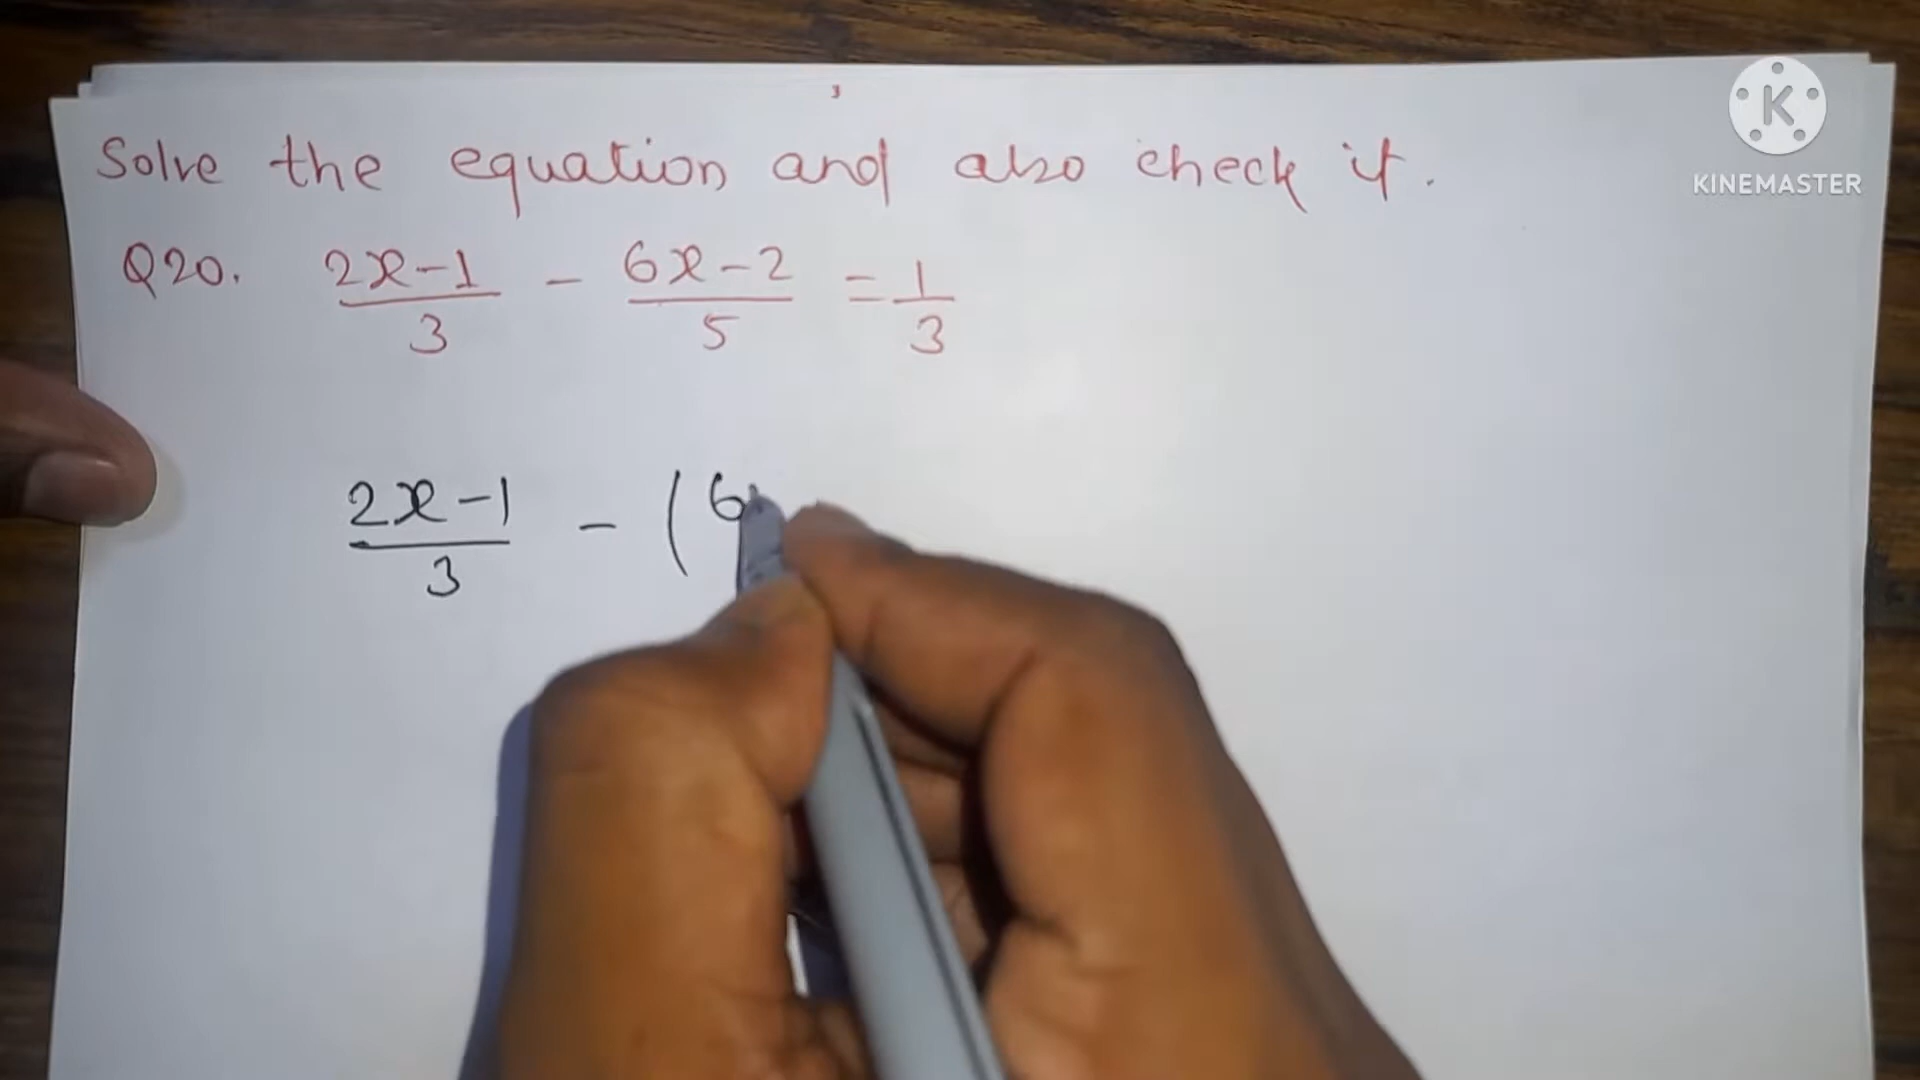 KINEMASTER
Solve the equation and also check it.
Q20. (2x-1)/3 - (6x-2)/5 = 1/3
(2x-1)/3 - (6